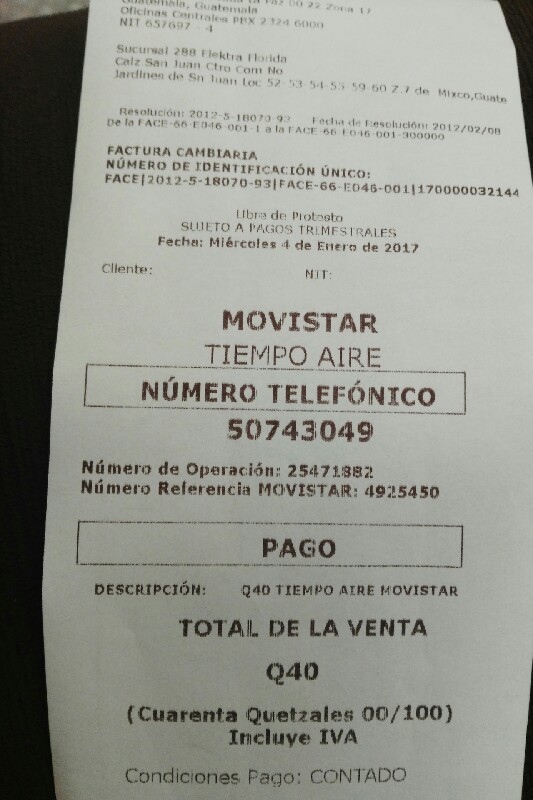 Guatemala, Guatemala
Oficinas Centrales PBX 2324 6000
NIT 657697 - 4
Sucursal 288 Elektra Florida
Calz San Juan Ctro Com No
Jardines de Sn Juan Loc 52-53-54-55-59-60 Z.7 de Mixco,Guate
Resolución: 2012-5-18070-93 Fecha de Resolución: 2012/02/08
De la FACE-66-E046-001-1 a la FACE-66-E046-001-300000
FACTURA CAMBIARIA
NÚMERO DE IDENTIFICACIÓN ÚNICO:
FACE|2012-5-18070-93|FACE-66-E046-001|170000032144
Libre de Protesto
SUJETO A PAGOS TRIMESTRALES
Fecha: Miércoles 4 de Enero de 2017
Cliente: NIT:
MOVISTAR
TIEMPO AIRE
NÚMERO TELEFÓNICO
50743049
Número de Operación: 25471882
Número Referencia MOVISTAR: 4925450
PAGO
DESCRIPCIÓN: Q40 TIEMPO AIRE MOVISTAR
TOTAL DE LA VENTA
Q40
(Cuarenta Quetzales 00/100)
Incluye IVA
Condiciones Pago: CONTADO